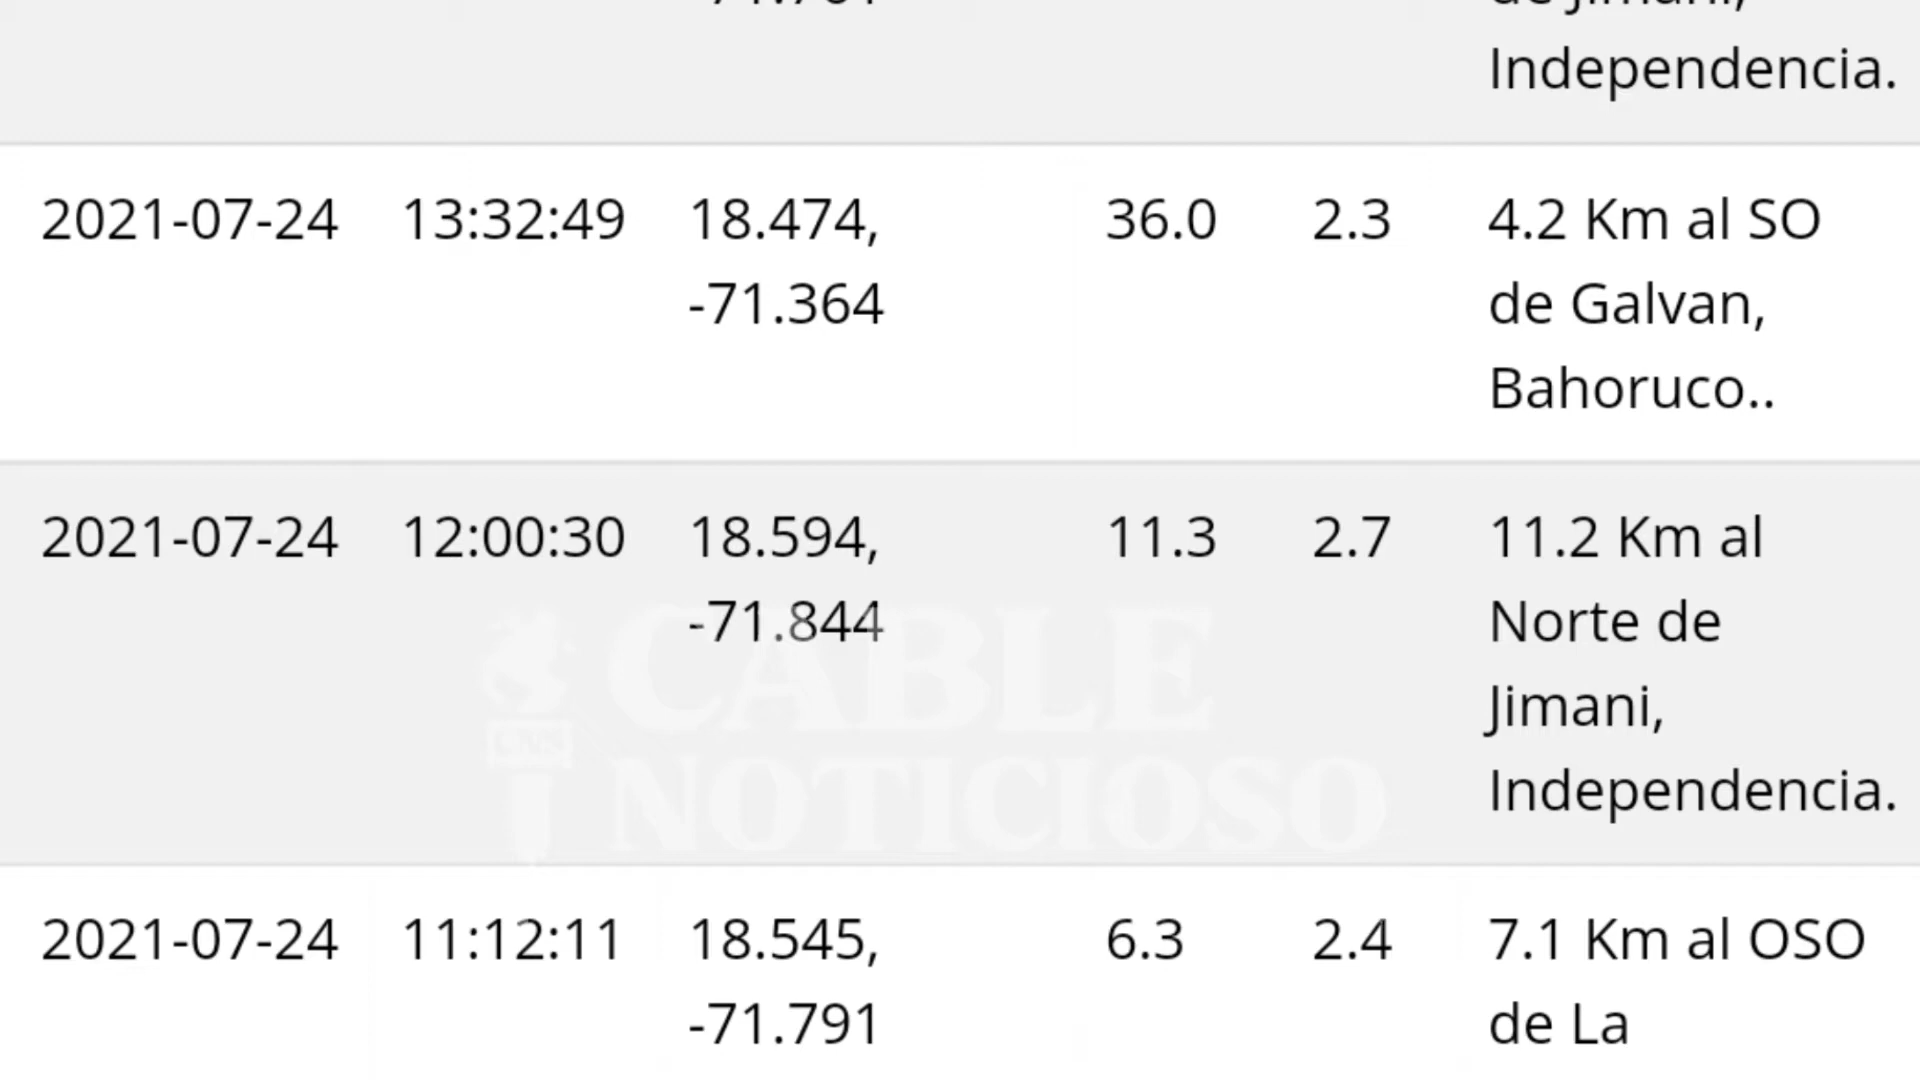 Independencia.
2021-07-24 13:32:49 18.474, 36.0 2.3 4.2 Km al SO
-71.364 de Galvan,
Bahoruco..
2021-07-24 12:00:30 18.594, 11.3 2.7 11.2 Km al
-71.844 Norte de
CABLE
Jimani,
NOTICIOSO
Independencia.
2021-07-24 11:12:11 18.545, 6.3 2.4 7.1 Km al OSO
-71.791 de La